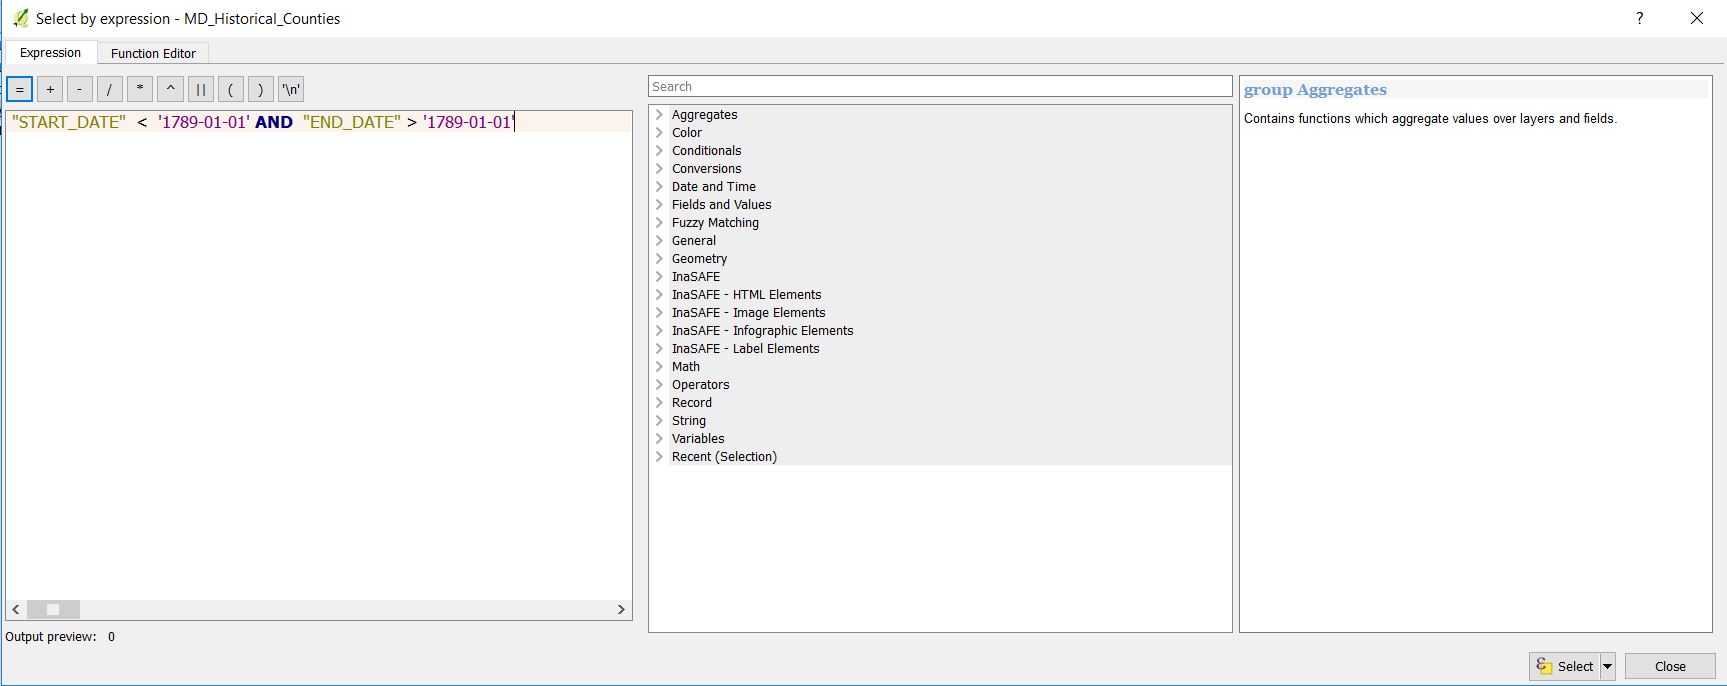 Select by expression - MD_Historical_Counties
?
Expression
Function Editor
= + - / * ^ || ( ) '\n'
"START_DATE" < '1789-01-01' AND "END_DATE" > '1789-01-01'
Output preview: 0
Search
Aggregates
Color
Conditionals
Conversions
Date and Time
Fields and Values
Fuzzy Matching
General
Geometry
InaSAFE
InaSAFE - HTML Elements
InaSAFE - Image Elements
InaSAFE - Infographic Elements
InaSAFE - Label Elements
Math
Operators
Record
String
Variables
Recent (Selection)
group Aggregates
Contains functions which aggregate values over layers and fields.
Select
Close